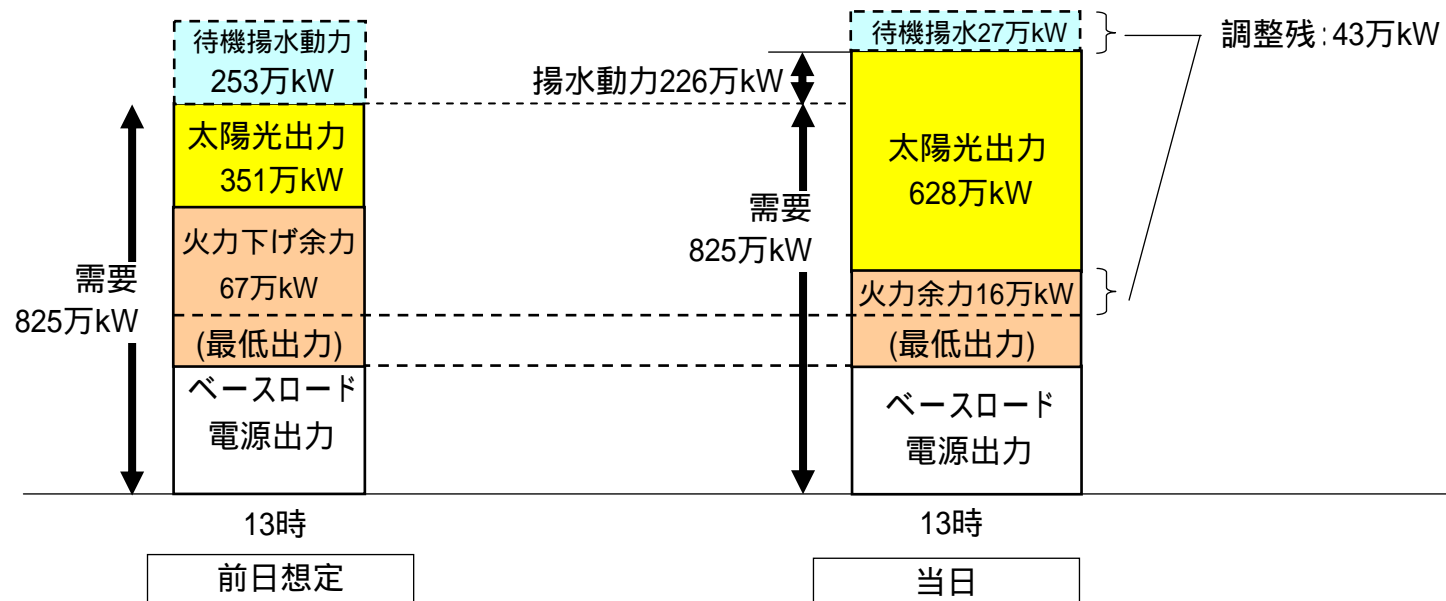 待機揚水動力
253万kW
太陽光出力
351万kW
火力下げ余力
67万kW
(最低出力)
ベースロード
電源出力
需要
825万kW
13時
前日想定
待機揚水27万kW
調整残:43万kW
揚水動力226万kW
太陽光出力
628万kW
需要
825万kW
火力余力16万kW
(最低出力)
ベースロード
電源出力
13時
当日